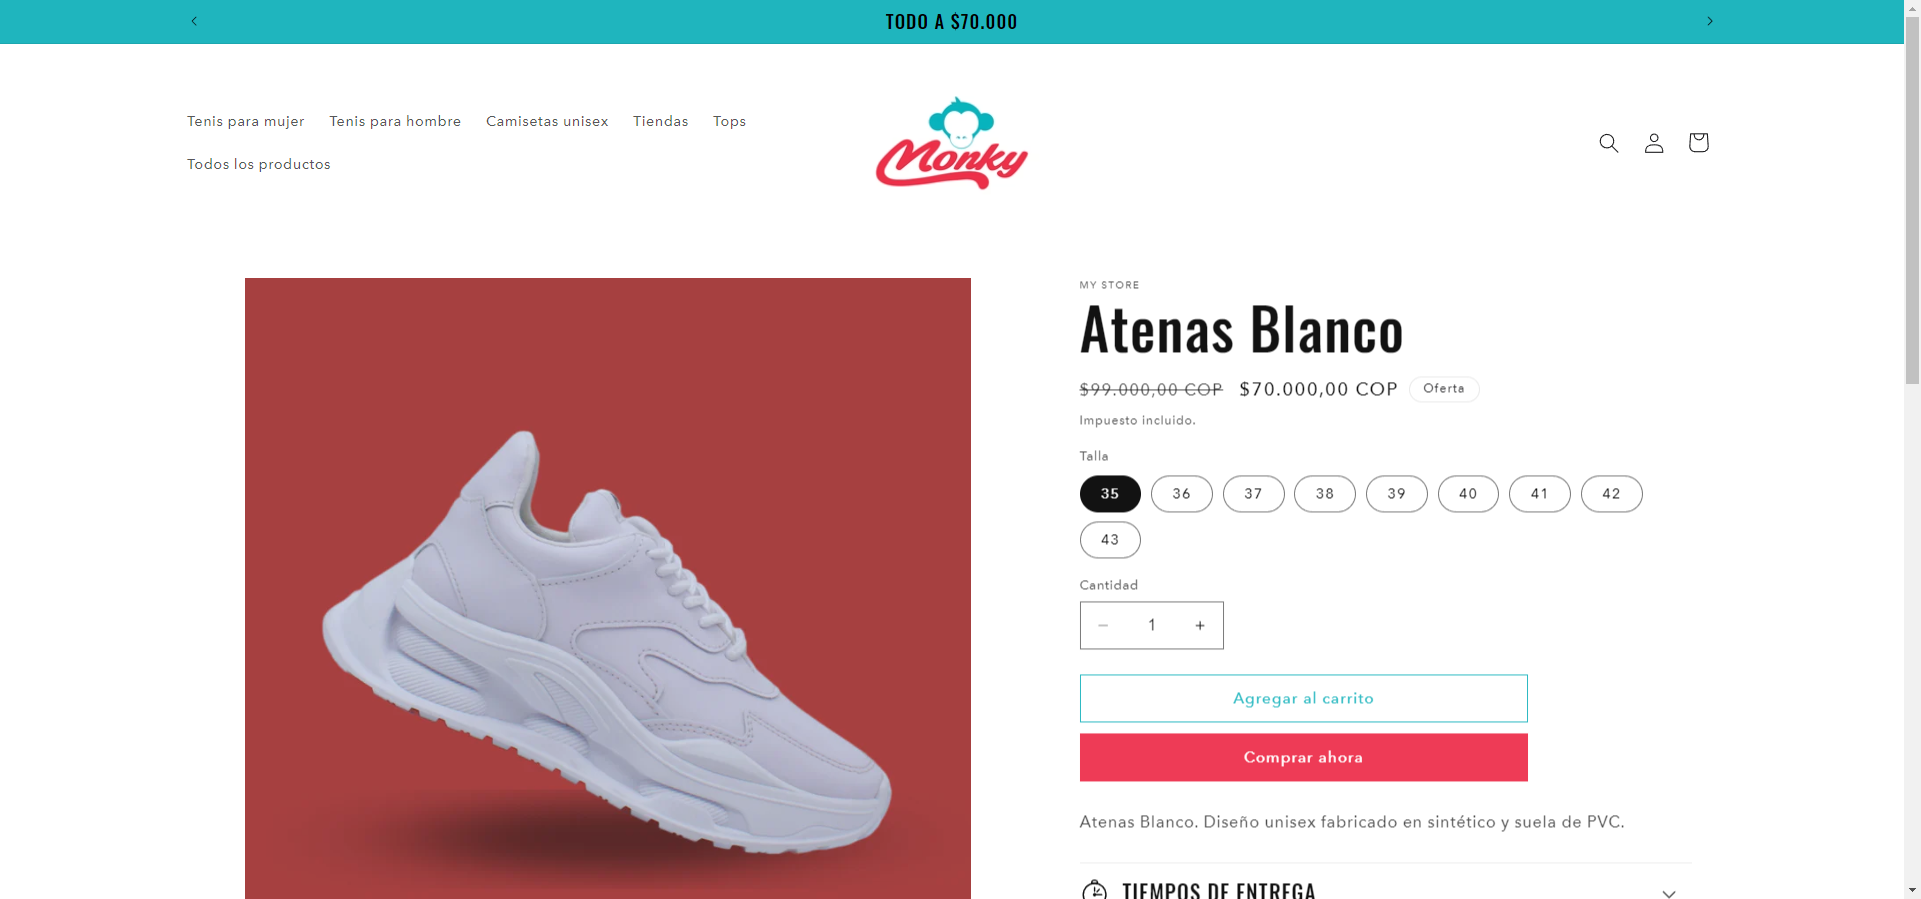 TODO A $70.000
Tenis para mujer
Tenis para hombre
Camisetas unisex
Tiendas
Tops
Todos los productos
Monky
MY STORE
Atenas Blanco
$99.000,00 COP $70.000,00 COP Oferta
Impuesto incluido.
Talla
35 36 37 38 39 40 41 42
43
Cantidad
− 1 +
Agregar al carrito
Comprar ahora
Atenas Blanco. Diseño unisex fabricado en sintético y suela de PVC.
TIEMPOS DE ENTREGA